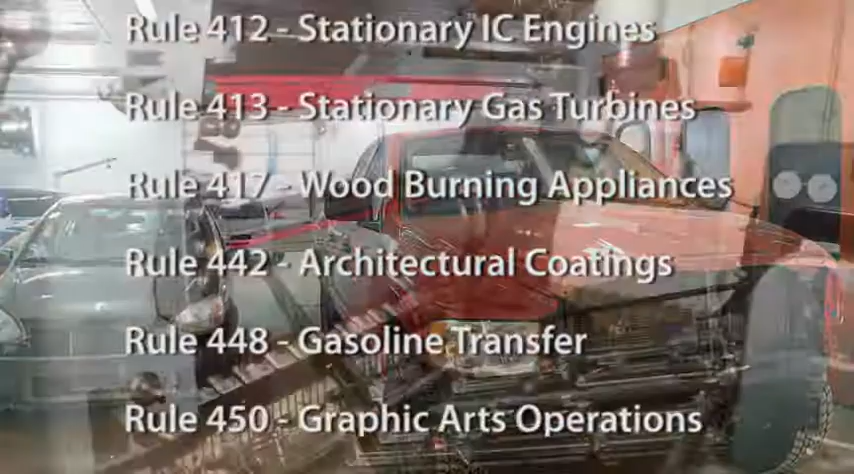 Rule 412 - Stationary IC Engines
Rule 413 - Stationary Gas Turbines
Rule 417 - Wood Burning Appliances
Rule 442 - Architectural Coatings
Rule 448 - Gasoline Transfer
Rule 450 - Graphic Arts Operations